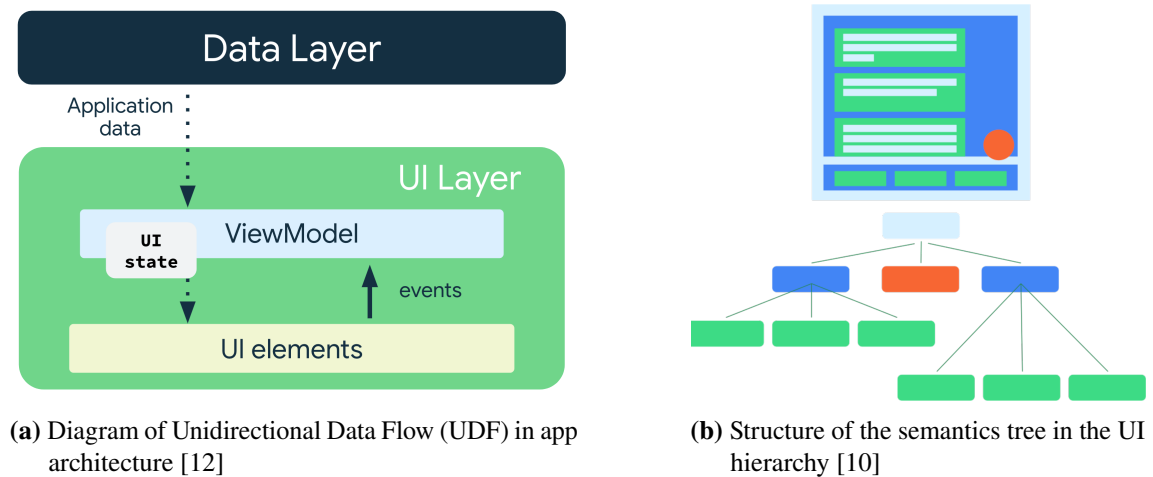 Data Layer
Application
data
UI Layer
ViewModel
UI
state
events
UI elements
(a) Diagram of Unidirectional Data Flow (UDF) in app
architecture [12]
(b) Structure of the semantics tree in the UI
hierarchy [10]